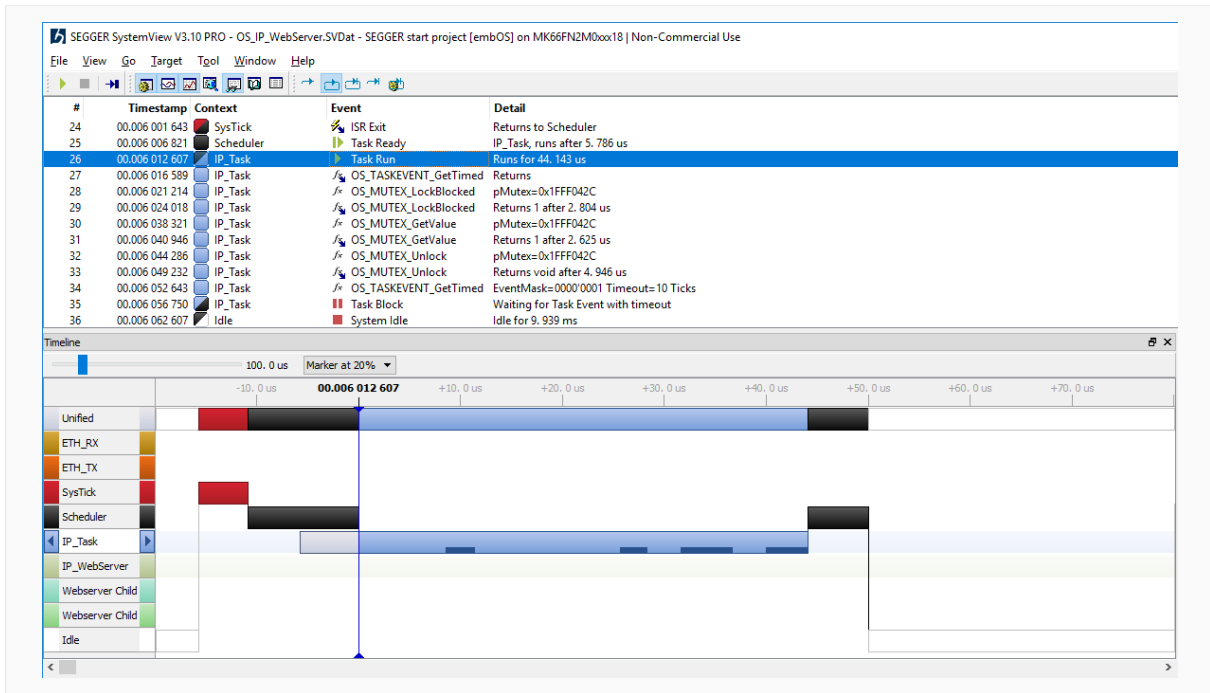 SEGGER SystemView V3.10 PRO - OS_IP_WebServer.SVDat - SEGGER start project [embOS] on MK66FN2M0xxx18 | Non-Commercial Use
File View Go Target Tool Window Help
# Timestamp Context Event Detail
24 00.006 001 643 SysTick ISR Exit Returns to Scheduler
25 00.006 006 821 Scheduler Task Ready IP_Task, runs after 5. 786 us
26 00.006 012 607 IP_Task Task Run Runs for 44. 143 us
27 00.006 016 589 IP_Task OS_TASKEVENT_GetTimed Returns
28 00.006 021 214 IP_Task OS_MUTEX_LockBlocked pMutex=0x1FFF042C
29 00.006 024 018 IP_Task OS_MUTEX_LockBlocked Returns 1 after 2. 804 us
30 00.006 038 321 IP_Task OS_MUTEX_GetValue pMutex=0x1FFF042C
31 00.006 040 946 IP_Task OS_MUTEX_GetValue Returns 1 after 2. 625 us
32 00.006 044 286 IP_Task OS_MUTEX_Unlock pMutex=0x1FFF042C
33 00.006 049 232 IP_Task OS_MUTEX_Unlock Returns void after 4. 946 us
34 00.006 052 643 IP_Task OS_TASKEVENT_GetTimed EventMask=0000'0001 Timeout=10 Ticks
35 00.006 056 750 IP_Task Task Block Waiting for Task Event with timeout
36 00.006 062 607 Idle System Idle Idle for 9. 939 ms
Timeline
100. 0 us Marker at 20%
-10. 0 us 00.006 012 607 +10. 0 us +20. 0 us +30. 0 us +40. 0 us +50. 0 us +60. 0 us +70. 0 us
Unified
ETH_RX
ETH_TX
SysTick
Scheduler
IP_Task
IP_WebServer
Webserver Child
Webserver Child
Idle